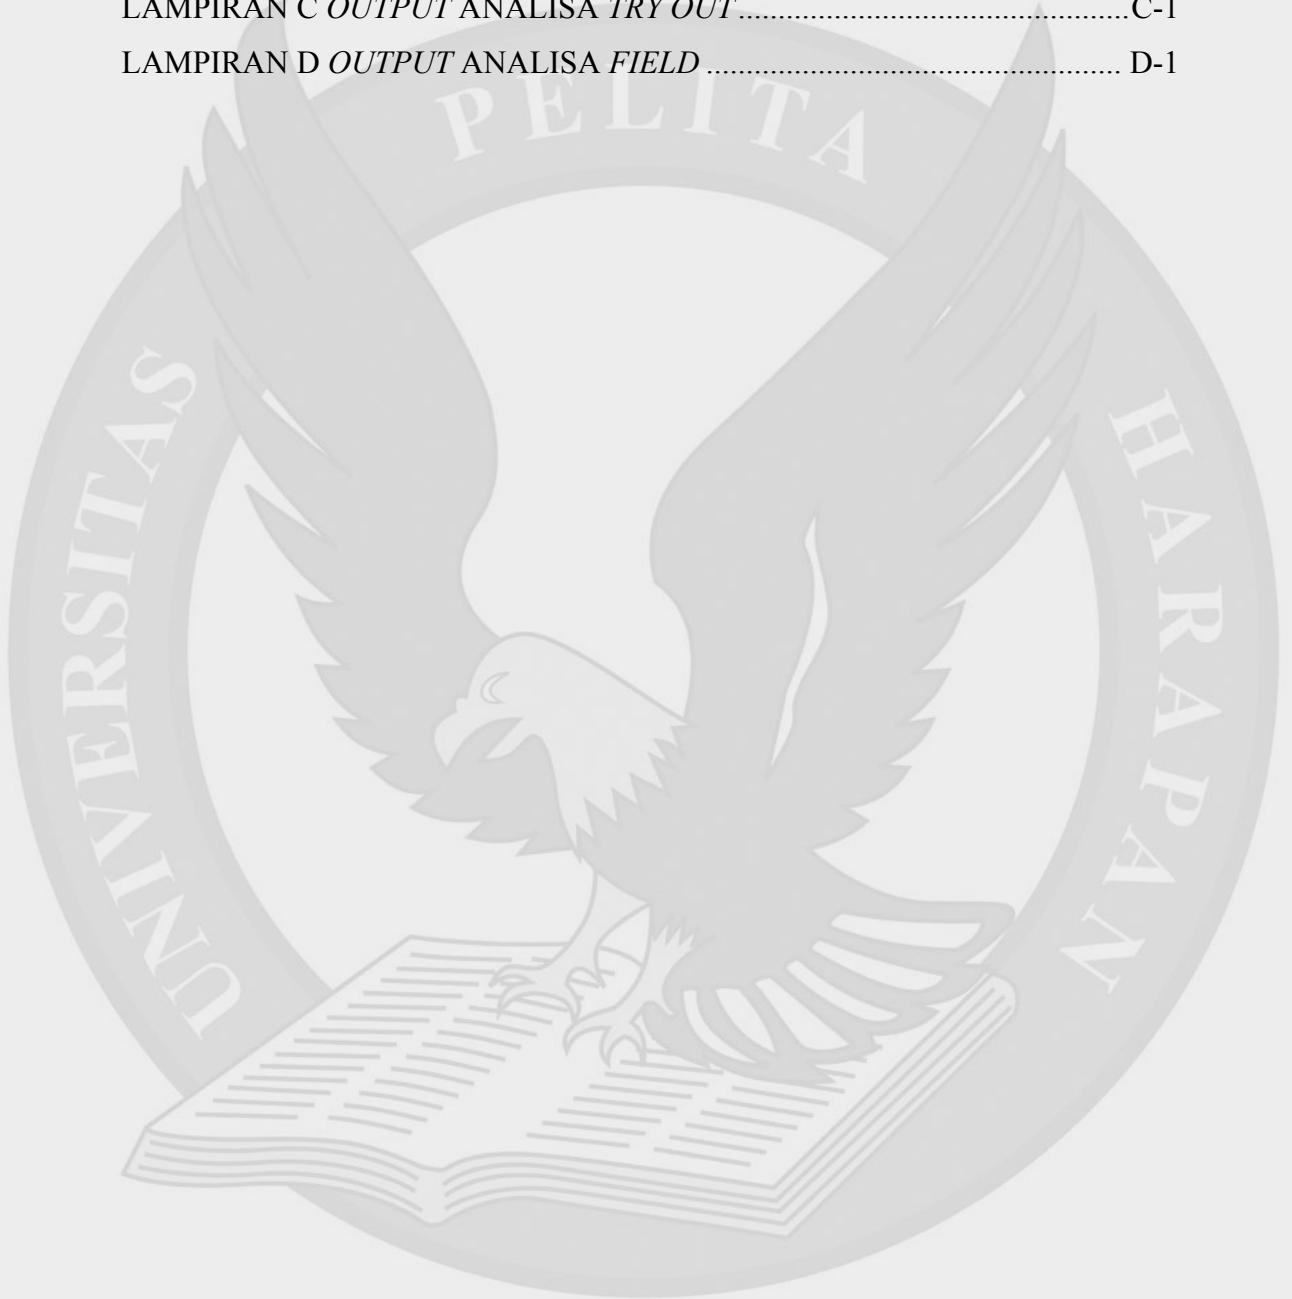 LAMPIRAN C OUTPUT ANALISA TRY OUT............................................C-1
LAMPIRAN D OUTPUT ANALISA FIELD ............................................... D-1
UNIVERSITAS PELITA HARAPAN